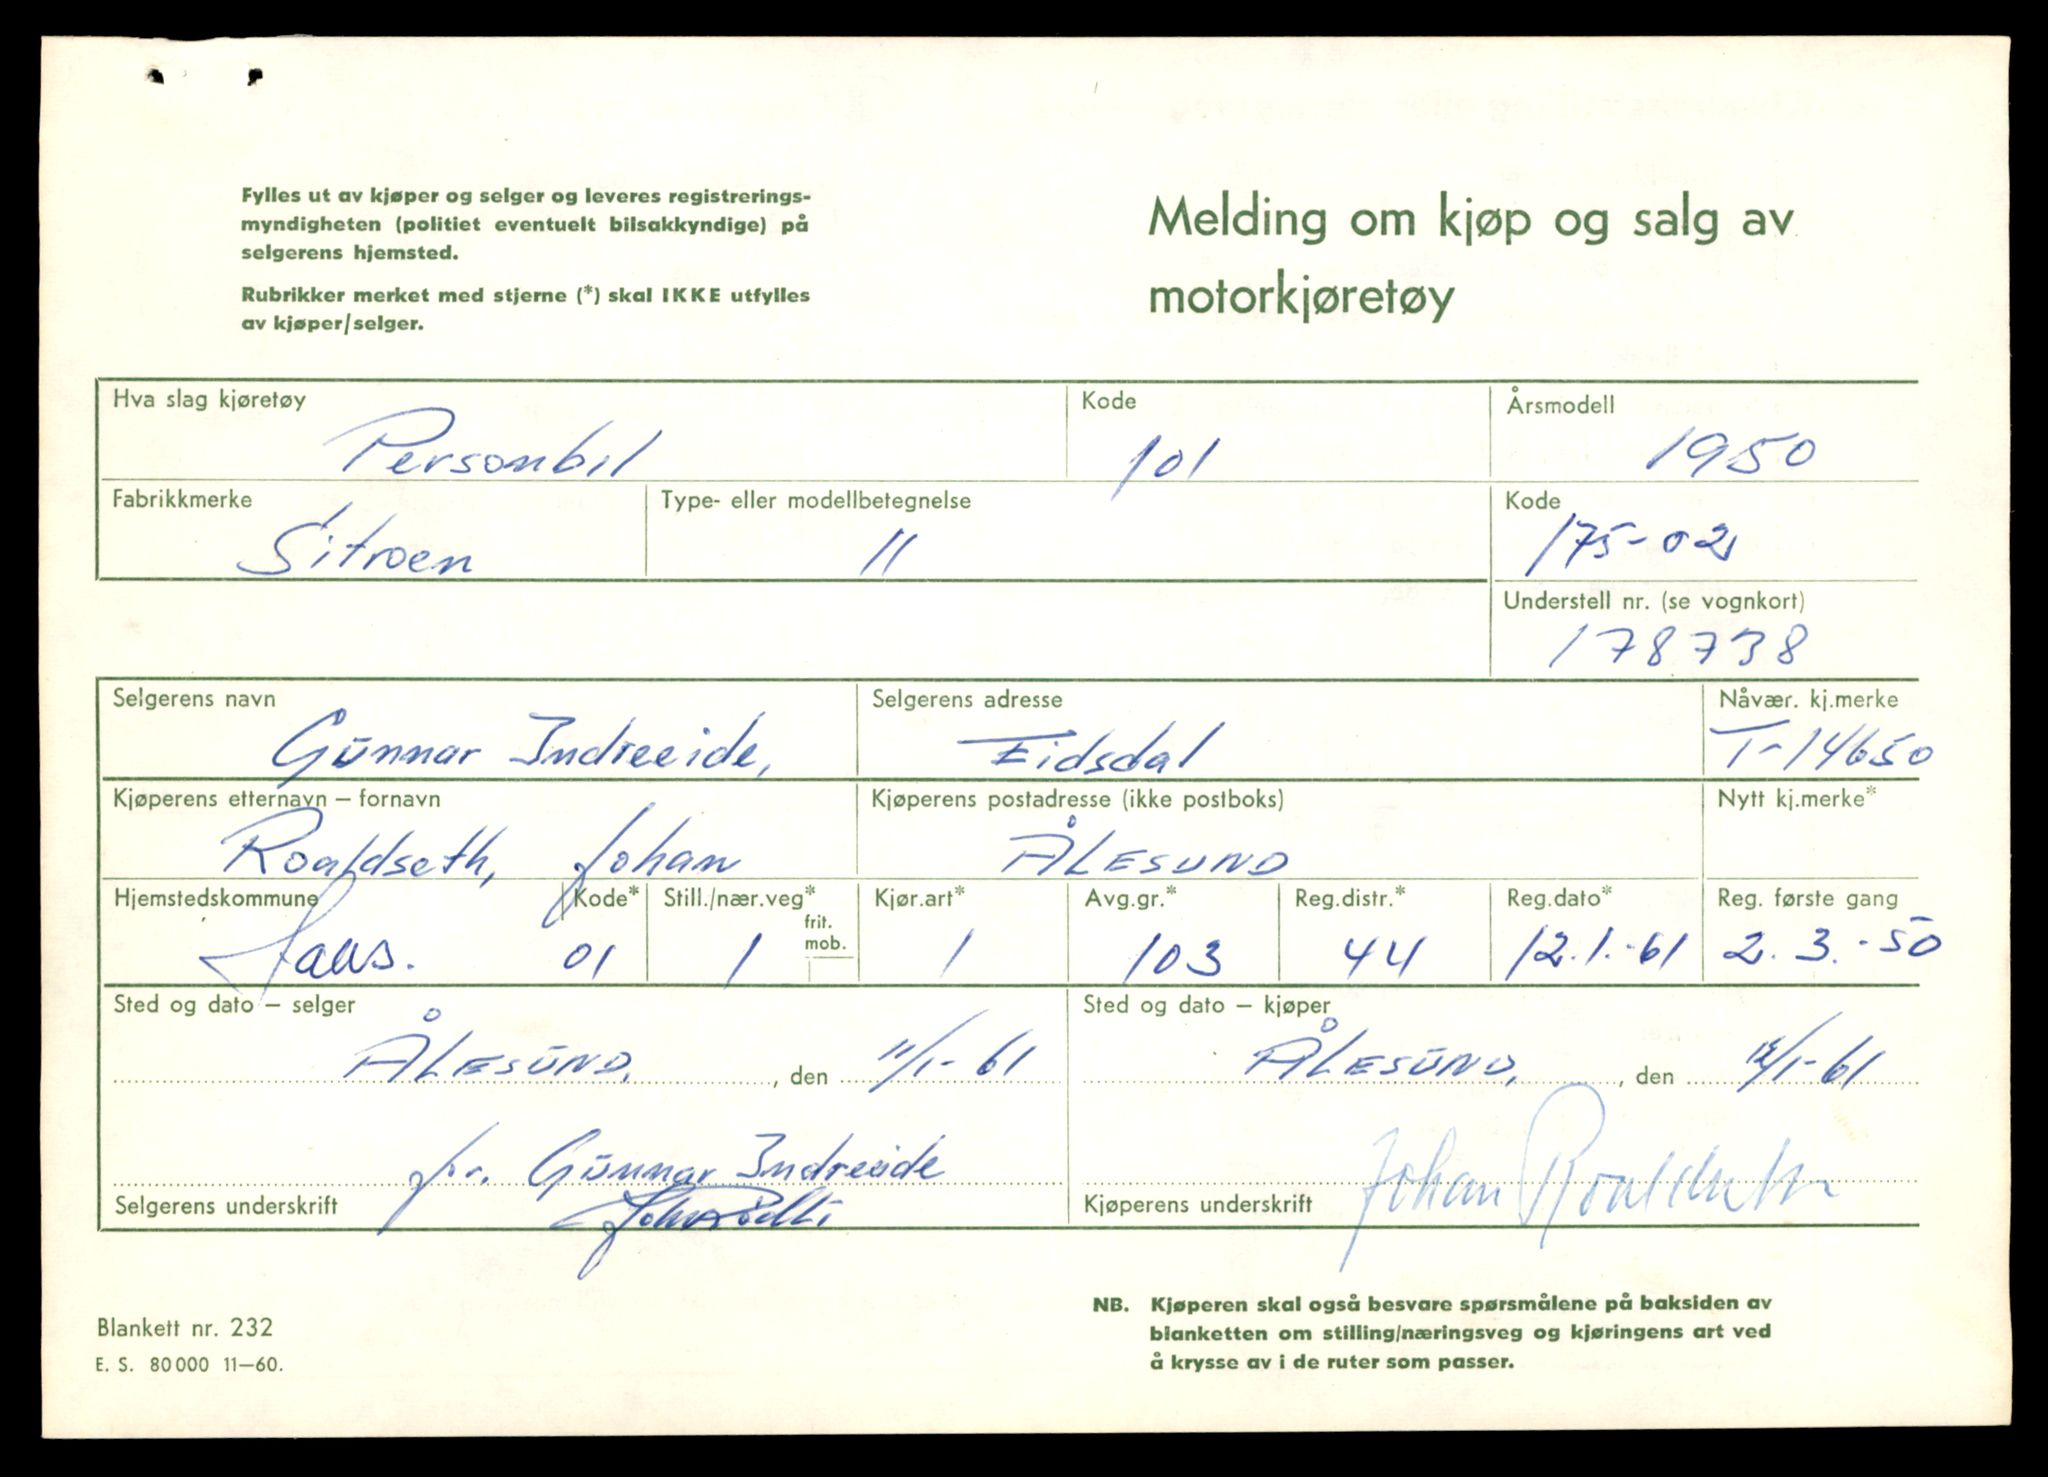 Fylles ut av kjøper og selger og leveres registrerings-
myndigheten (politiet eventuelt bilsakkyndige) på
selgerens hjemsted.
Rubrikker merket med stjerne (*) skal IKKE utfylles
av kjøper/selger.
Melding om kjøp og salg av
motorkjøretøy
Hva slag kjøretøy Kode Årsmodell
Personbil 101 1950
Fabrikkmerke Type- eller modellbetegnelse Kode
Sitroen 11 175-02
Understell nr. (se vognkort)
178738
Selgerens navn Selgerens adresse Nåvær. kj.merke
Gunnar Indreeide, Eidsdal T-14650
Kjøperens etternavn – fornavn Kjøperens postadresse (ikke postboks) Nytt kj.merke*
Roaldseth, Johan ÅLESUND
Hjemstedskommune Kode* Still./nær.veg* frit. mob. Kjør.art* Avg.gr.* Reg.distr.* Reg.dato* Reg. første gang
01 1 1 103 44 12.1.-61 2.3.-50
Sted og dato – selger Sted og dato – kjøper
ÅLESUND, , den 11/1-61 ÅLESUND, , den 12/1-61
for. Gunnar Indreeide
Selgerens underskrift Kjøperens underskrift Johan Roaldseth
NB. Kjøperen skal også besvare spørsmålene på baksiden av
blanketten om stilling/næringsveg og kjøringens art ved
å krysse av i de ruter som passer.
Blankett nr. 232
E. S. 80000 11–60.